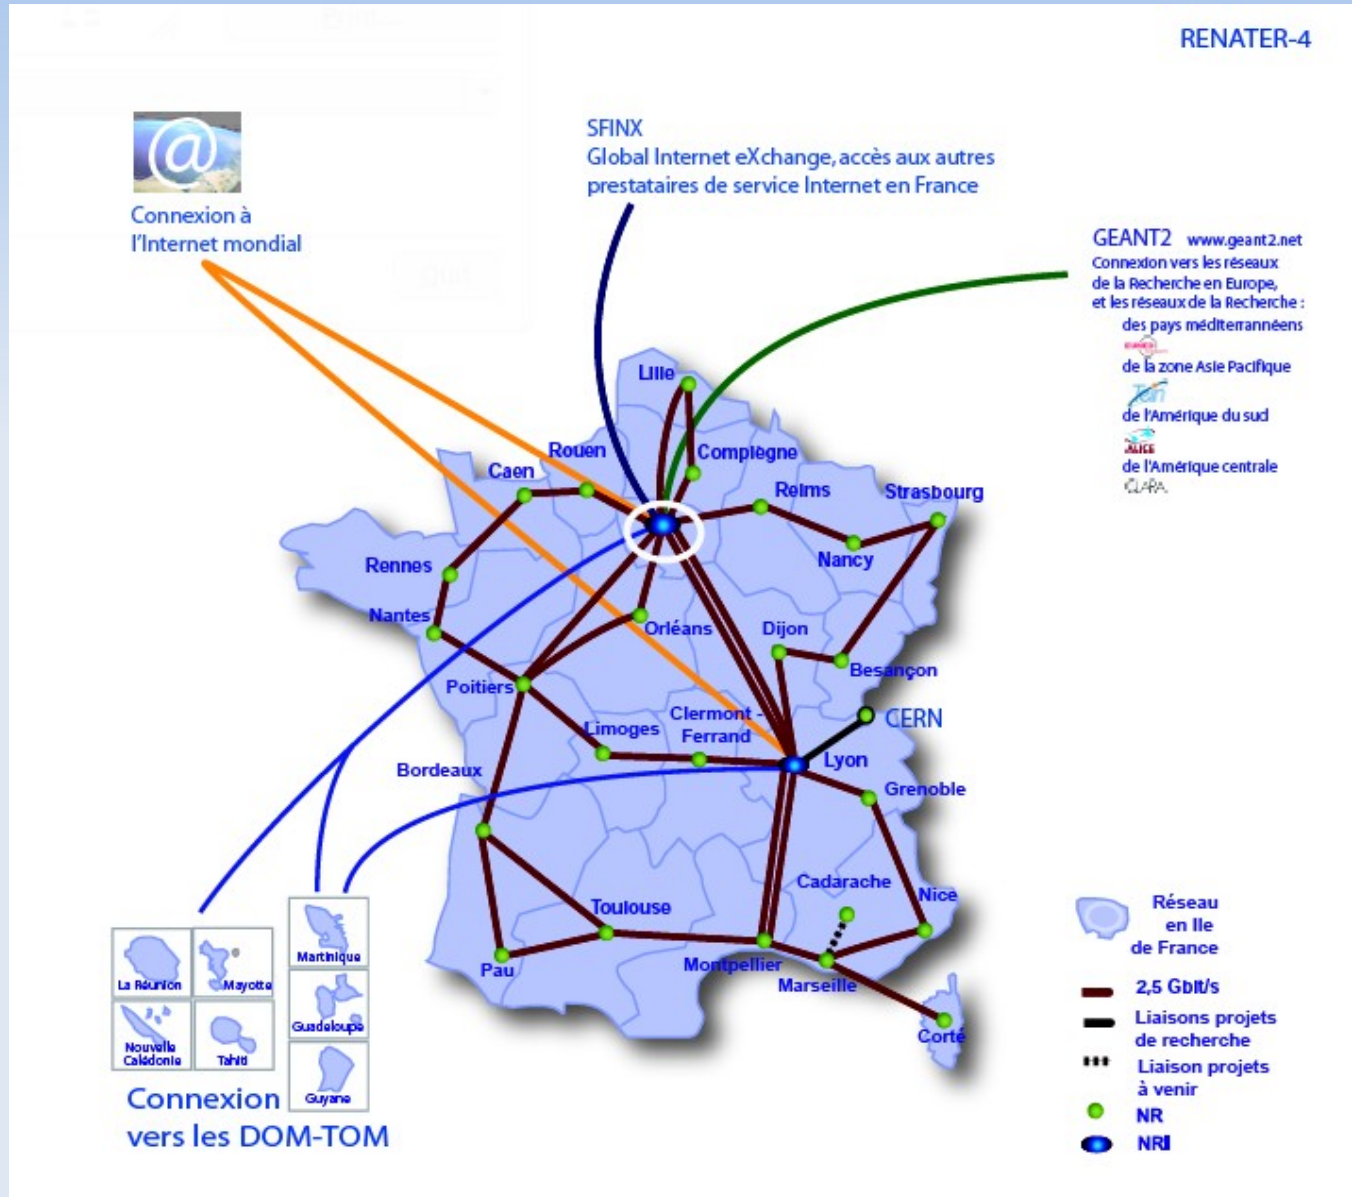 RENATER-4
@
Connexion à
l'Internet mondial
SFINX
Global Internet eXchange, accès aux autres
prestataires de service Internet en France
GEANT2 www.geant2.net
Connexion vers les réseaux
de la Recherche en Europe,
et les réseaux de la Recherche :
des pays méditerrannéens
de la zone Asie Pacifique
de l'Amérique du sud
ALICE
de l'Amérique centrale
CLARA
Lille
Rouen
Compiègne
Caen
Reims
Strasbourg
Nancy
Rennes
Nantes
Orléans
Dijon
Besançon
Poitiers
Limoges
Clermont -
Ferrand
CERN
Lyon
Bordeaux
Grenoble
Cadarache
Nice
Toulouse
Pau
Montpellier
Marseille
Corté
La Réunion
Mayotte
Martinique
Nouvelle
Calédonie
Tahiti
Guadeloupe
Guyane
Connexion
vers les DOM-TOM
Réseau
en Ile
de France
2,5 Gbit/s
Liaisons projets
de recherche
Liaison projets
à venir
NR
NRI